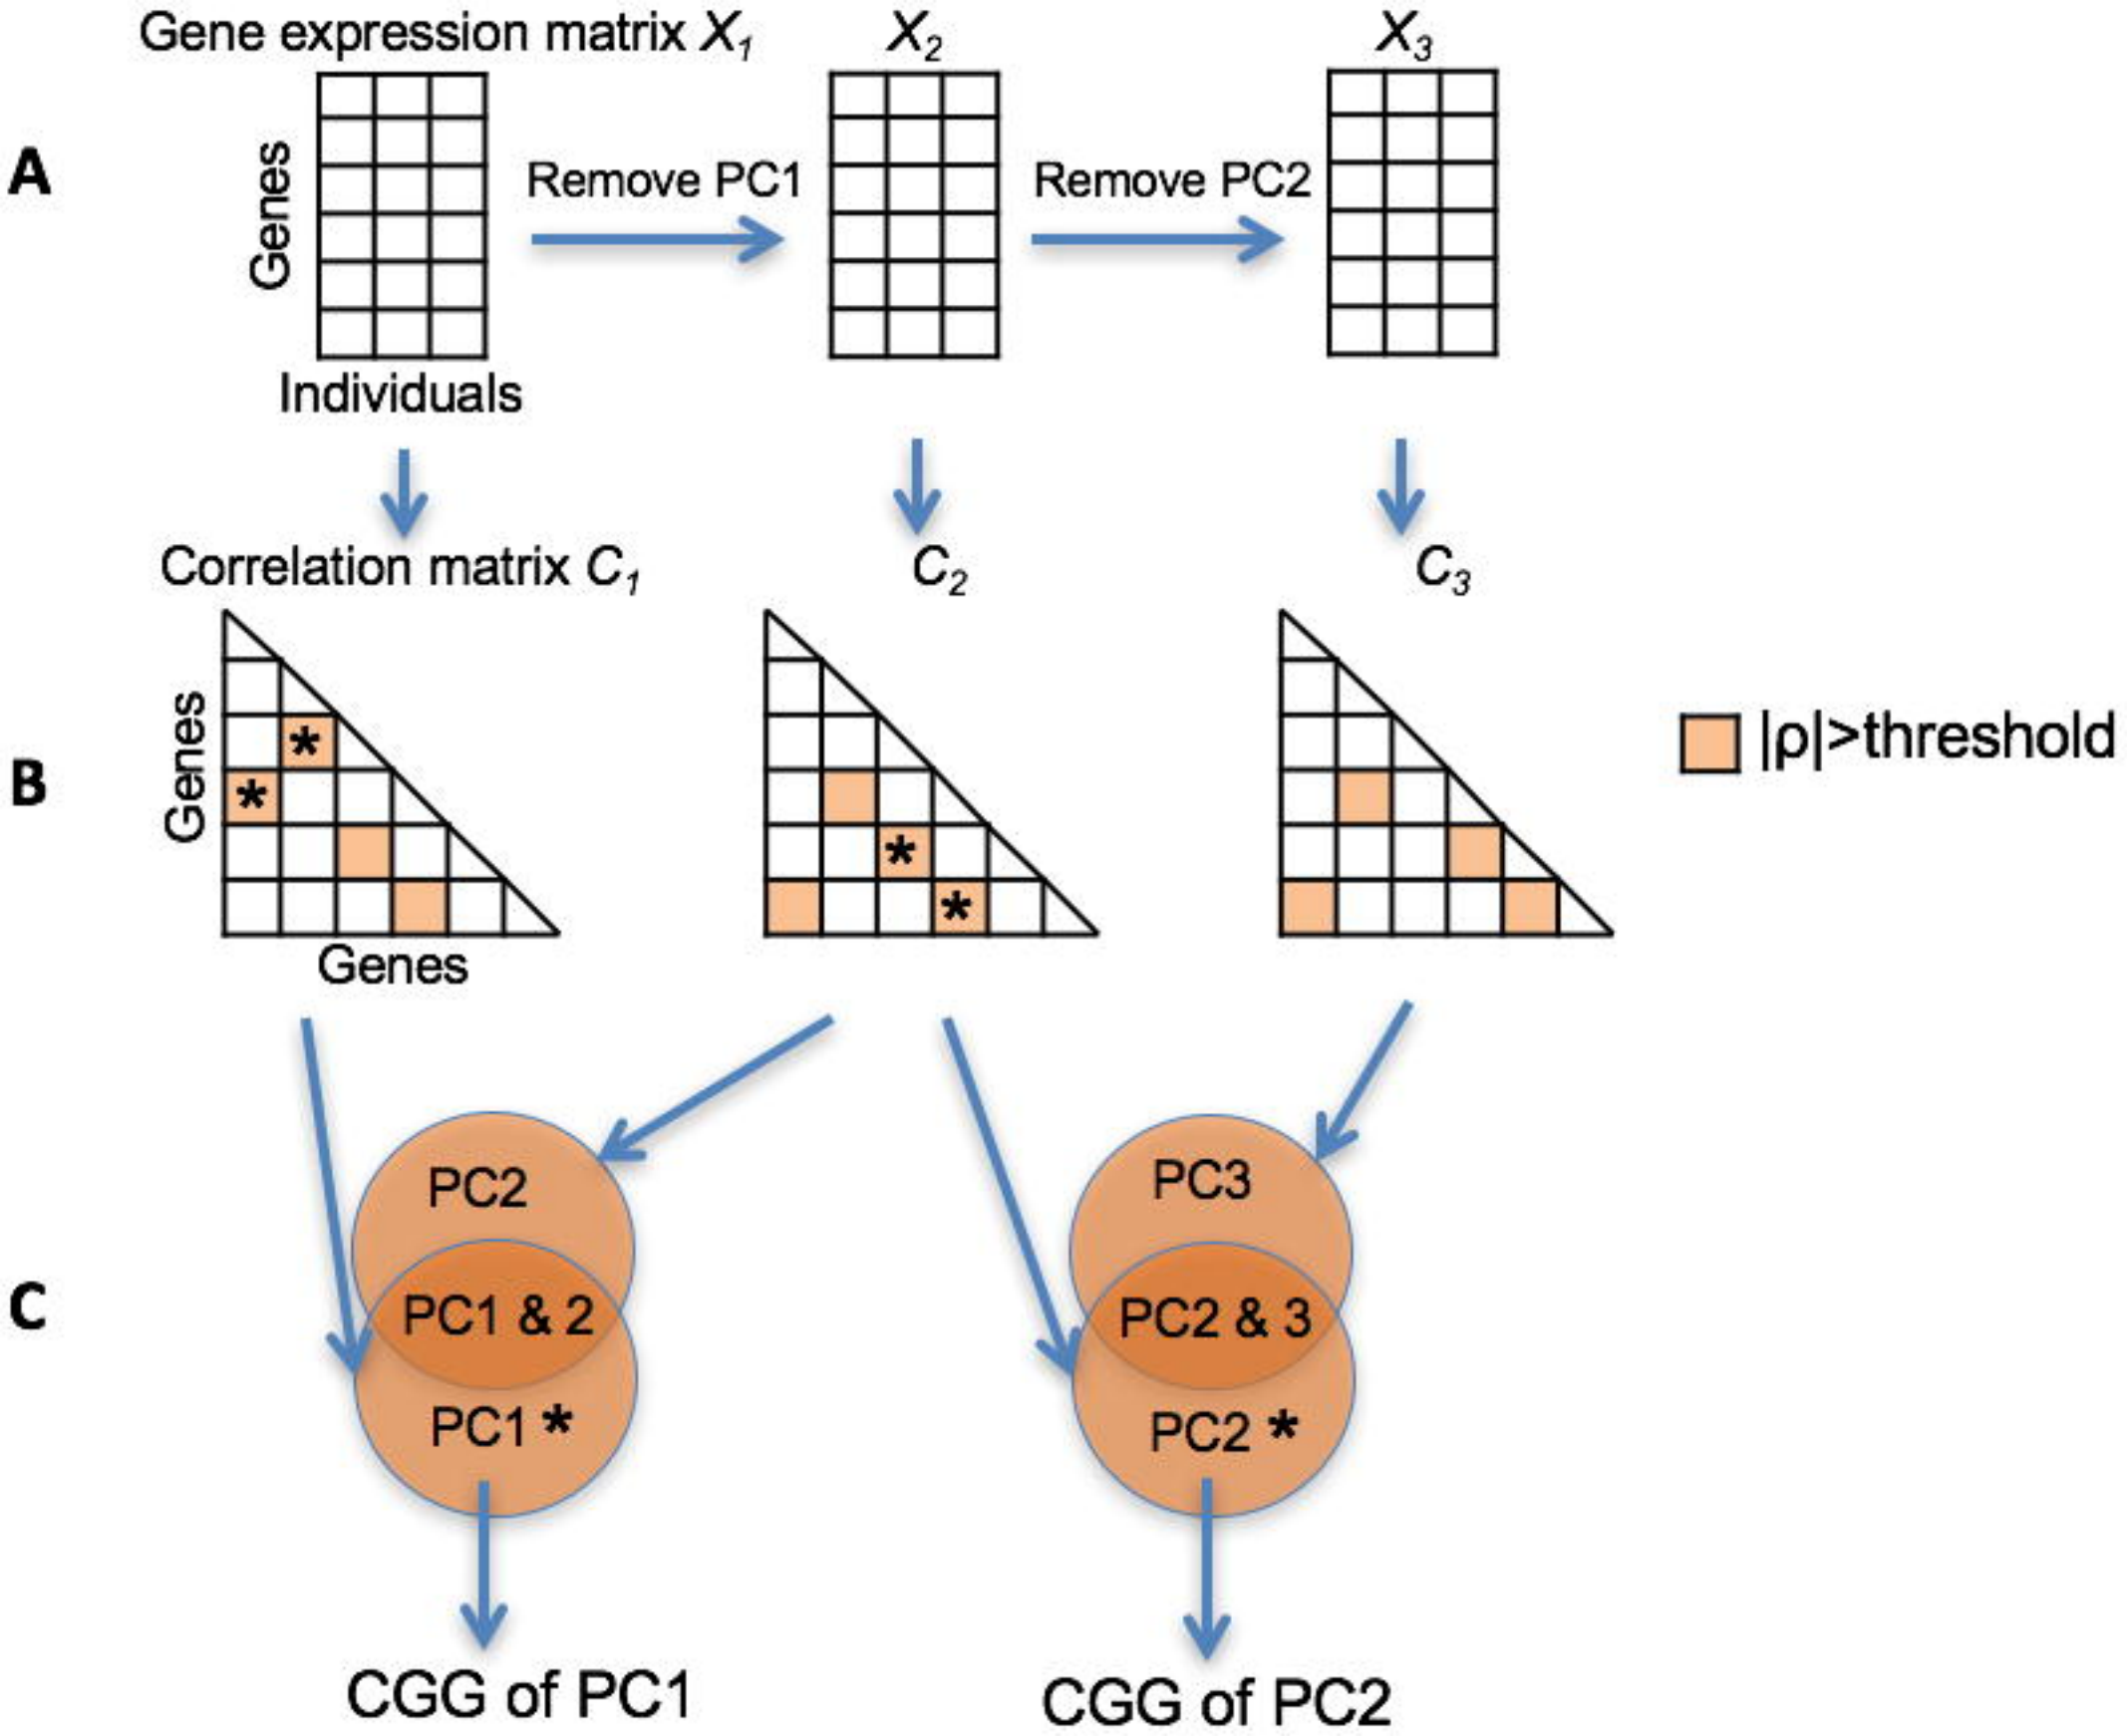 Gene expression matrix X1
X2
X3
A
Genes
Remove PC1
Remove PC2
Individuals
Correlation matrix C1
C2
C3
B
Genes
|ρ|>threshold
*
*
*
*
Genes
C
PC2
PC3
PC1 & 2
PC2 & 3
PC1 *
PC2 *
CGG of PC1
CGG of PC2